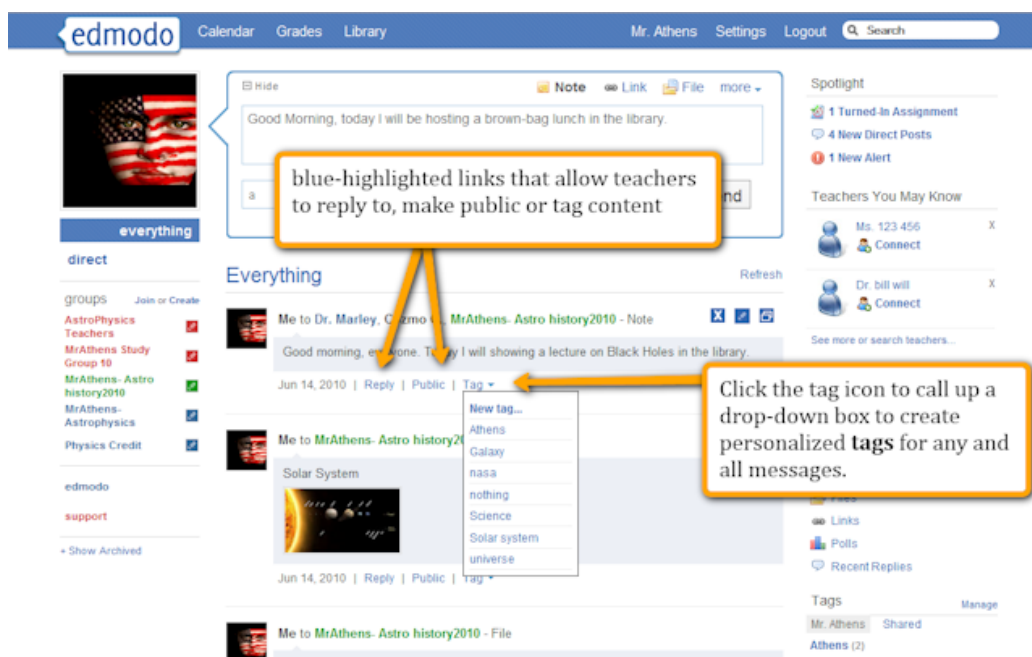 edmodo Calendar Grades Library Mr. Athens Settings Logout Search
Hide Note Link File more
Good Morning, today I will be hosting a brown-bag lunch in the library.
a nd
blue-highlighted links that allow teachers
to reply to, make public or tag content
everything
direct
groups Join or Create
AstroPhysics
Teachers
MrAthens Study
Group 10
MrAthens- Astro
history2010
MrAthens-
Astrophysics
Physics Credit
edmodo
support
+ Show Archived
Everything Refresh
Me to Dr. Marley, MrAthens- Astro history2010 - Note
Good morning, I will showing a lecture on Black Holes in the library.
Jun 14, 2010 | Reply | Public | Tag
New tag...
Athens
Galaxy
nasa
nothing
Science
Solar system
universe
Me to MrAthens- Astro
Solar System
Jun 14, 2010 | Reply | Public | Tag
Me to MrAthens- Astro history2010 - File
Spotlight
1 Turned-In Assignment
4 New Direct Posts
1 New Alert
Teachers You May Know
Ms. 123 456 X
Connect
Dr. bill will X
Connect
See more or search teachers...
Click the tag icon to call up a
drop-down box to create
personalized tags for any and
all messages.
Files
Links
Polls
Recent Replies
Tags Manage
Mr. Athens Shared
Athens (2)